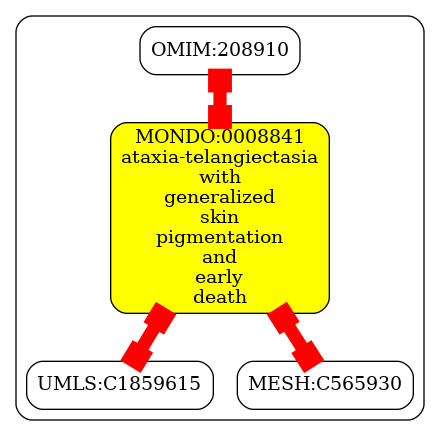 OMIM:208910
MONDO:0008841
ataxia-telangiectasia
with
generalized
skin
pigmentation
and
early
death
UMLS:C1859615
MESH:C565930